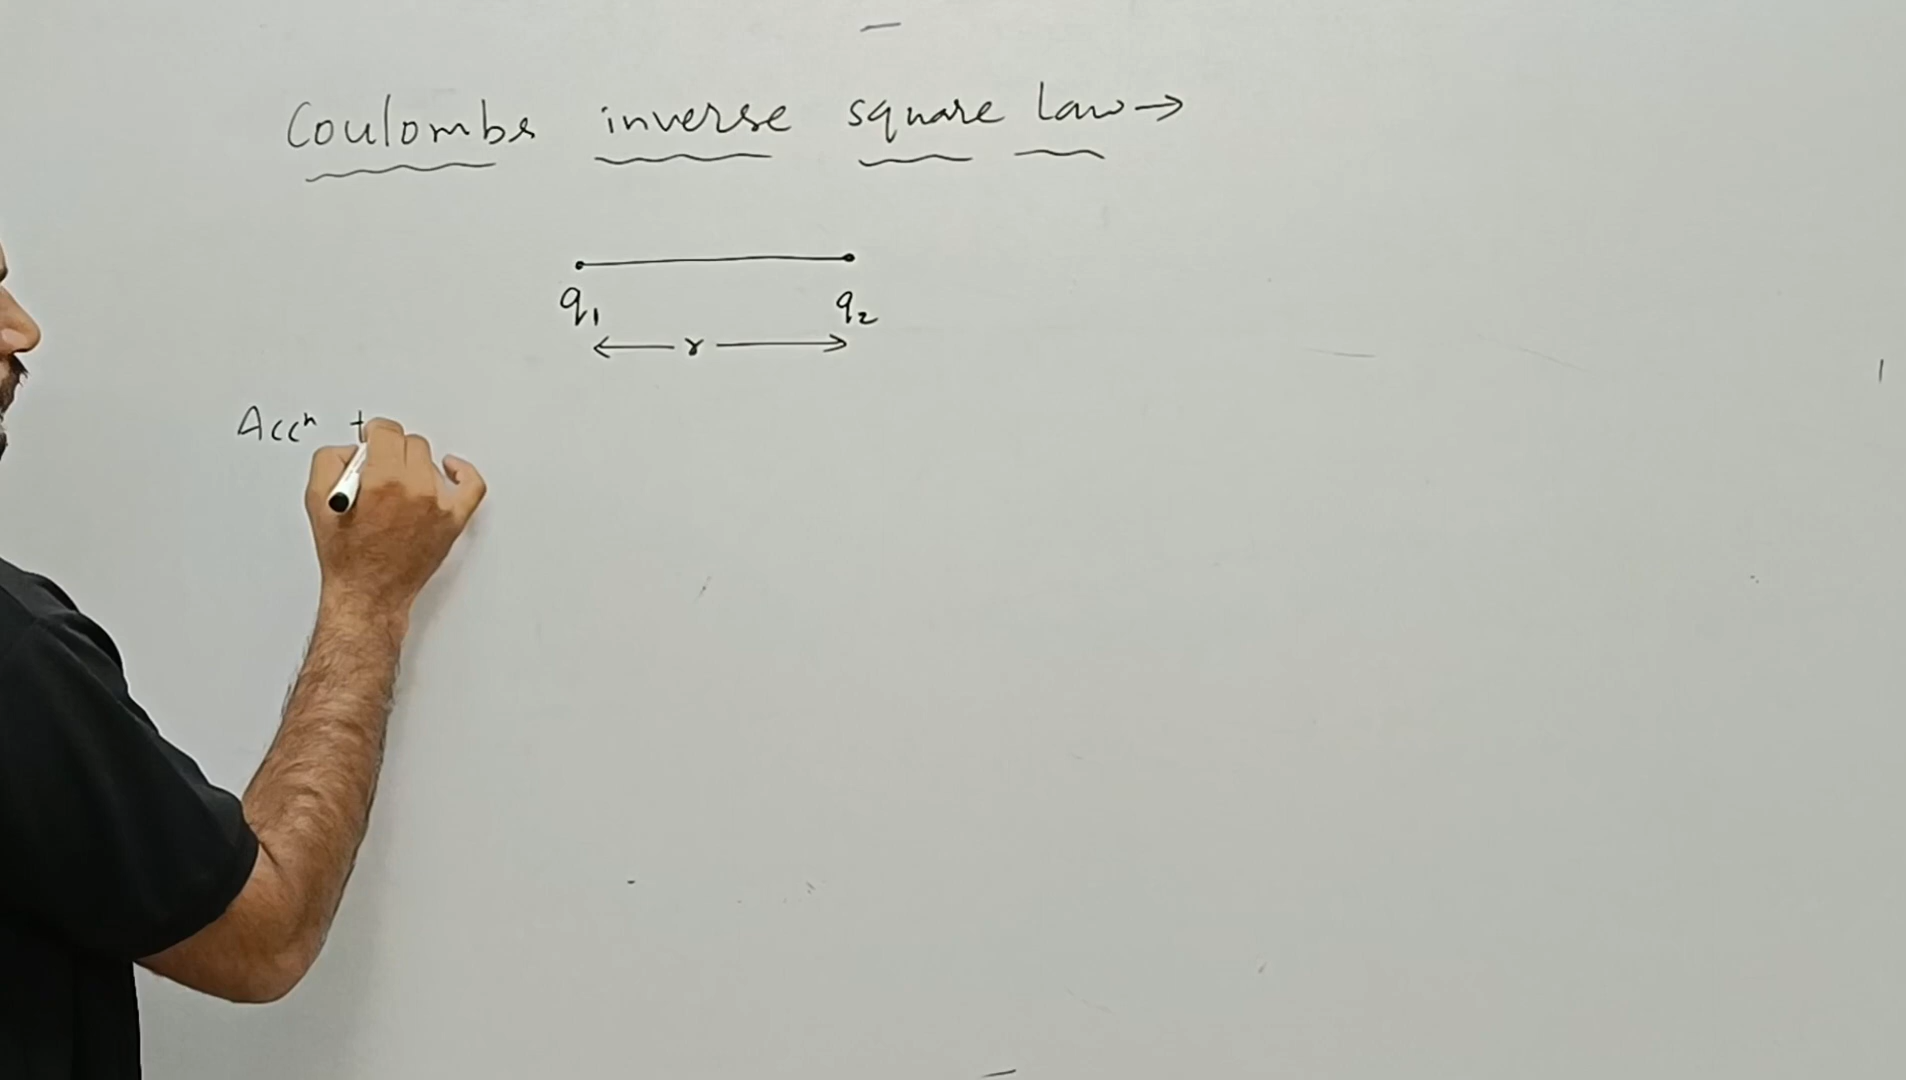 Coulombs inverse square Law→
q₁ q₂
r
Accⁿ t